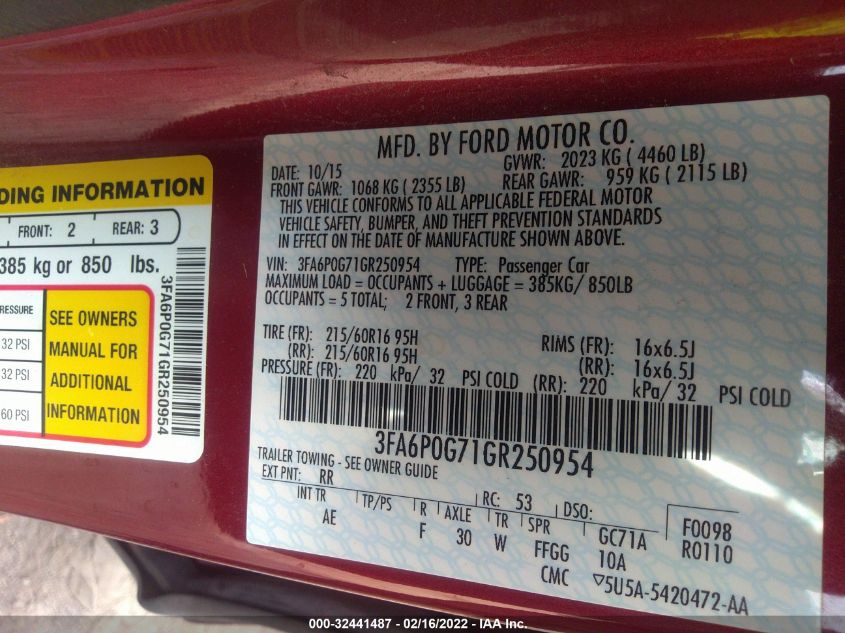 DING INFORMATION
FRONT: 2 REAR: 3
385 kg or 850 lbs.
RESSURE
32 PSI
32 PSI
60 PSI
SEE OWNERS
MANUAL FOR
ADDITIONAL
INFORMATION
3FA6P0G71GR250954
MFD. BY FORD MOTOR CO.
DATE: 10/15 GVWR: 2023 KG ( 4460 LB)
FRONT GAWR: 1068 KG ( 2355 LB) REAR GAWR: 959 KG ( 2115 LB)
THIS VEHICLE CONFORMS TO ALL APPLICABLE FEDERAL MOTOR
VEHICLE SAFETY, BUMPER, AND THEFT PREVENTION STANDARDS
IN EFFECT ON THE DATE OF MANUFACTURE SHOWN ABOVE.
VIN: 3FA6P0G71GR250954 TYPE: Passenger Car
MAXIMUM LOAD = OCCUPANTS + LUGGAGE = 385KG/ 850LB
OCCUPANTS = 5 TOTAL; 2 FRONT, 3 REAR
TIRE (FR): 215/60R16 95H RIMS (FR): 16x6.5J
(RR): 215/60R16 95H (RR): 16x6.5J
PRESSURE (FR): 220 kPa/ 32 PSI COLD (RR): 220 kPa/ 32 PSI COLD
3FA6P0G71GR250954
TRAILER TOWING - SEE OWNER GUIDE
EXT PNT: RR RC: 53 DSO:
INT TR TP/PS R AXLE TR SPR GC71A F0098
AE F 30 W FFGG 10A R0110
CMC ▽5U5A-5420472-AA
000-32441487 - 02/16/2022 - IAA Inc.